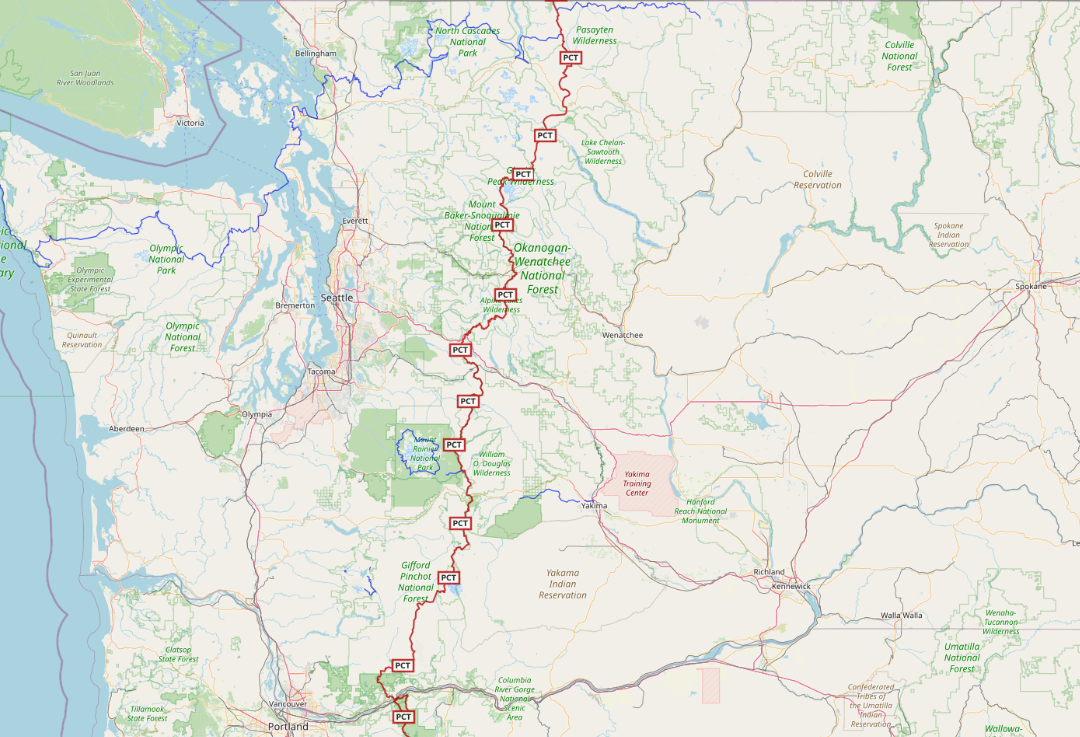 North Cascades
National
Park
Pasayten
Wilderness
Colville
National
Forest
Bellingham
PCT
San Juan
River Woodlands
Victoria
PCT
Lake Chelan-
Sawtooth
Wilderness
PCT
Peak Wilderness
Colville
Reservation
Mount
Baker-Snoqualmie
National
Forest
PCT
Everett
Spokane
Indian
Reservation
Olympic
National
Park
Okanogan-
Wenatchee
National
Forest
Olympic
Experimental
State Forest
Spokane
PCT
Alpine Lakes
Wilderness
Seattle
Bremerton
Olympic
National
Forest
Quinault
Reservation
Wenatchee
PCT
Tacoma
PCT
Olympia
Aberdeen
Mount
Rainier
National
Park
PCT
William
O. Douglas
Wilderness
Yakima
Training
Center
Hanford
Reach National
Monument
Yakima
PCT
Gifford
Pinchot
National
Forest
PCT
Yakama
Indian
Reservation
Richland
Kennewick
Walla Walla
Wenaha-
Tucannon
Wilderness
Umatilla
National
Forest
Clatsop
State Forest
PCT
Columbia
River Gorge
National
Scenic
Area
Confederated
Tribes of
the Umatilla
Indian
Reservation
Tillamook
State Forest
Vancouver
Portland
PCT
Wallowa-